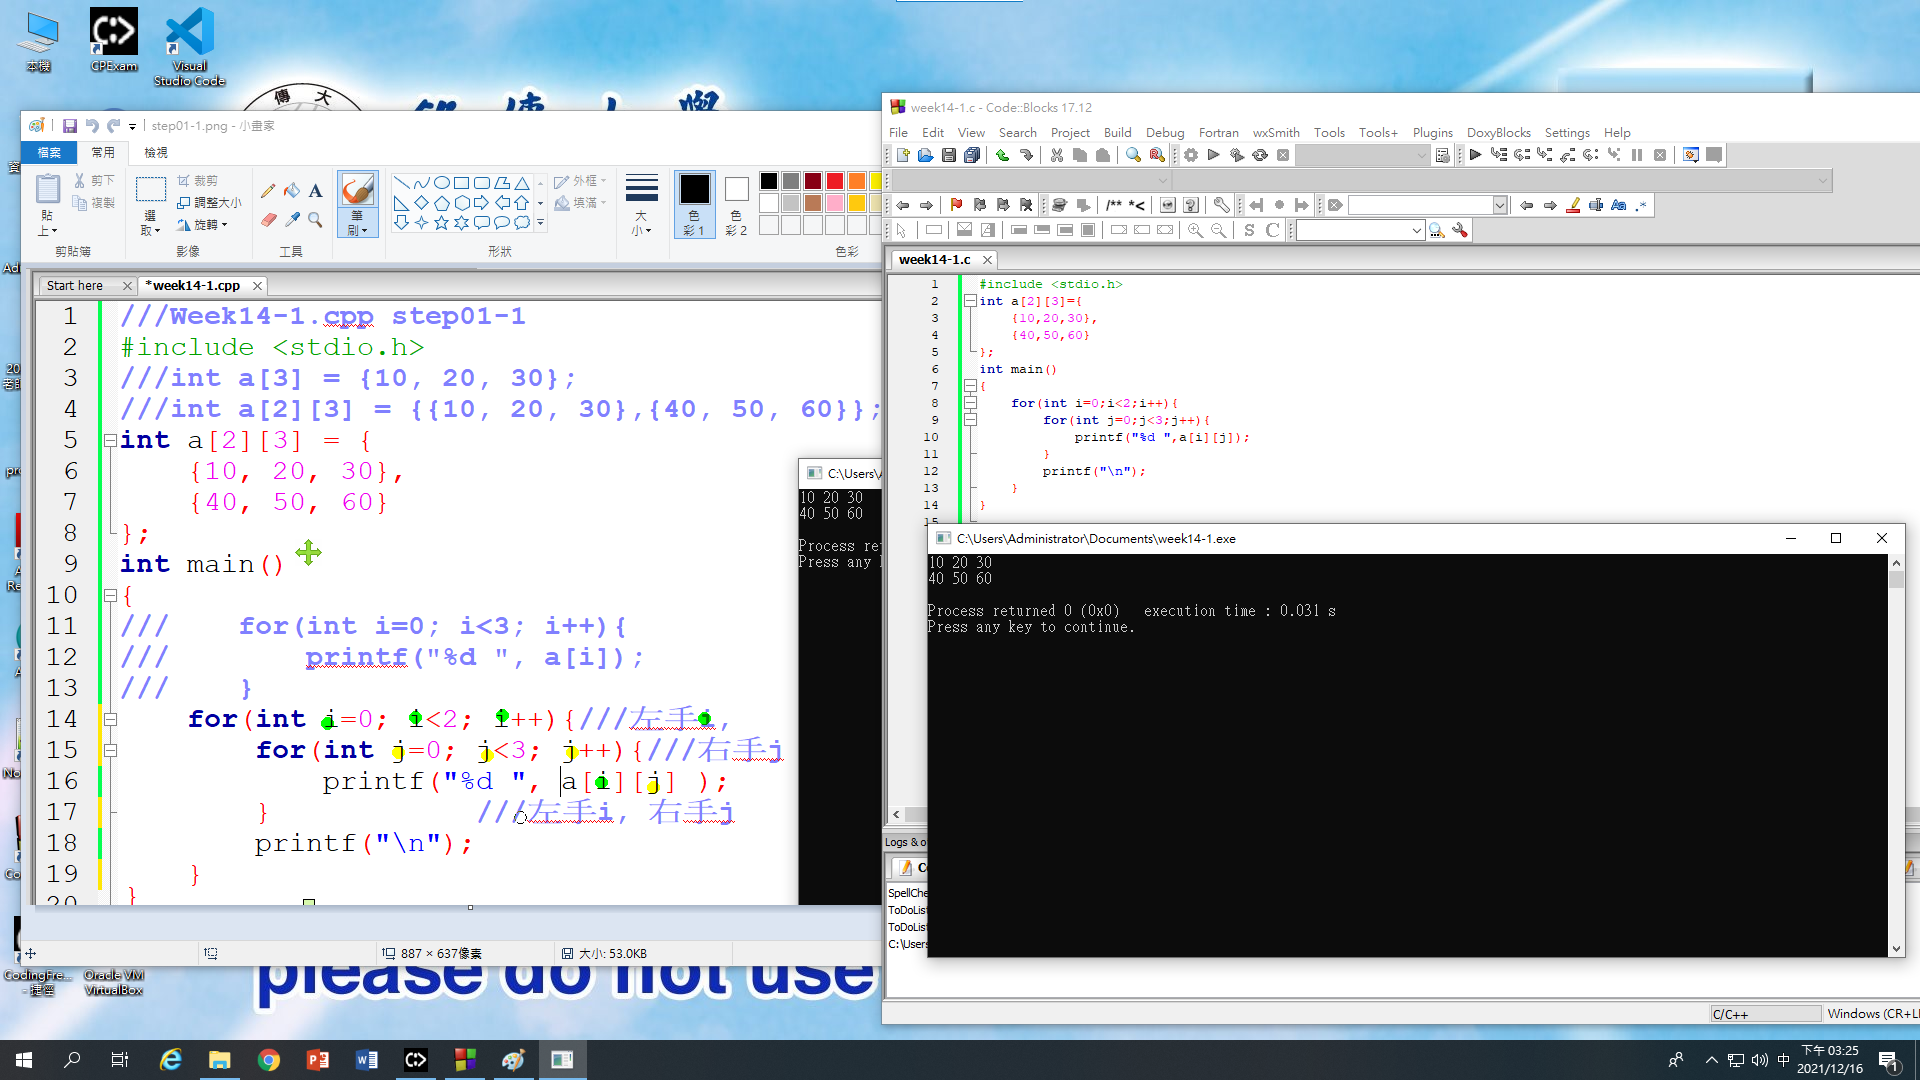 本機
CPExam
Visual
Studio Code
step01-1.png - 小畫家
檔案 常用 檢視
貼上 剪下 複製 選取 裁剪 調整大小 旋轉 筆刷 外框 填滿 大小 色彩 1 色彩 2
剪貼簿 影像 工具 形狀 色彩
Start here *week14-1.cpp
1 ///Week14-1.cpp step01-1
2 #include <stdio.h>
3 ///int a[3] = {10, 20, 30};
4 ///int a[2][3] = {{10, 20, 30},{40, 50, 60}};
5 int a[2][3] = {
6 {10, 20, 30},
7 {40, 50, 60}
8 };
9 int main()
10 {
11 /// for(int i=0; i<3; i++){
12 /// printf("%d ", a[i]);
13 /// }
14 for(int i=0; i<2; i++){///左手i,
15 for(int j=0; j<3; j++){///右手j
16 printf("%d ", a[i][j] );
17 } ///左手i, 右手j
18 printf("\n");
19 }
20 }
C:\Users\
10 20 30
40 50 60
Process re
Press any
887 × 637像素 大小: 53.0KB
week14-1.c - Code::Blocks 17.12
File Edit View Search Project Build Debug Fortran wxSmith Tools Tools+ Plugins DoxyBlocks Settings Help
week14-1.c
1 #include <stdio.h>
2 int a[2][3]={
3 {10,20,30},
4 {40,50,60}
5 };
6 int main()
7 {
8 for(int i=0;i<2;i++){
9 for(int j=0;j<3;j++){
10 printf("%d ",a[i][j]);
11 }
12 printf("\n");
13 }
14 }
15
C:\Users\Administrator\Documents\week14-1.exe
10 20 30
40 50 60
Process returned 0 (0x0) execution time : 0.031 s
Press any key to continue.
Logs & o
SpellChe
ToDoList
ToDoList
C:\Users
C/C++ Windows (CR+L
CodingFre...
- 捷徑
Oracle VM
VirtualBox
please do not use
中
下午 03:25
2021/12/16
1